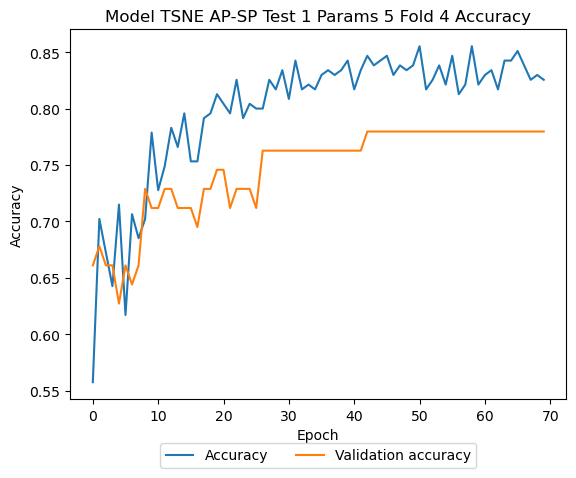 Model TSNE AP-SP Test 1 Params 5 Fold 4 Accuracy
0.85
0.80
0.75
0.70
0.65
0.60
0.55
Accuracy
0 10 20 30 40 50 60 70
Epoch
Accuracy Validation accuracy